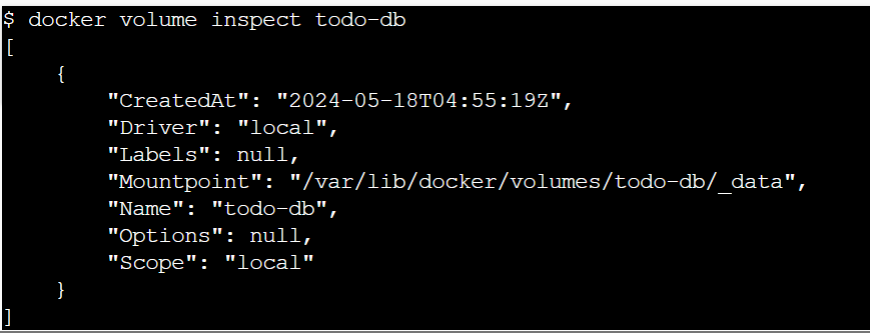 $ docker volume inspect todo-db
[
    {
        "CreatedAt": "2024-05-18T04:55:19Z",
        "Driver": "local",
        "Labels": null,
        "Mountpoint": "/var/lib/docker/volumes/todo-db/_data",
        "Name": "todo-db",
        "Options": null,
        "Scope": "local"
    }
]